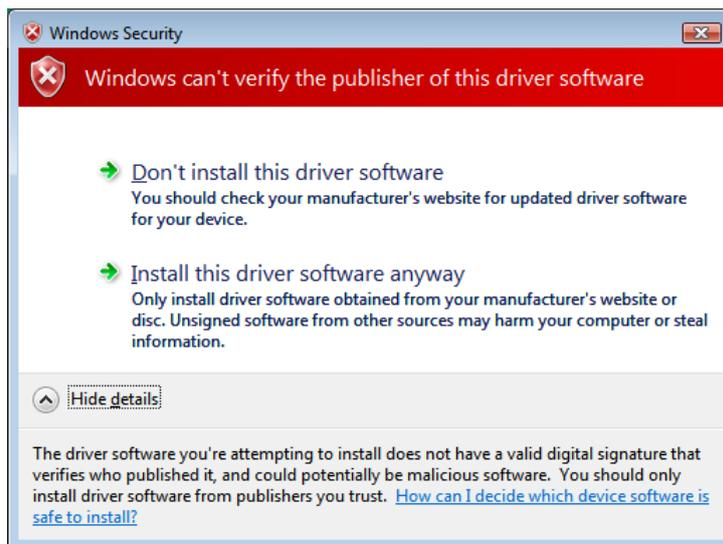 Windows Security
Windows can't verify the publisher of this driver software
Don't install this driver software
You should check your manufacturer's website for updated driver software
for your device.
Install this driver software anyway
Only install driver software obtained from your manufacturer's website or
disc. Unsigned software from other sources may harm your computer or steal
information.
Hide details
The driver software you're attempting to install does not have a valid digital signature that
verifies who published it, and could potentially be malicious software.  You should only
install driver software from publishers you trust.  How can I decide which device software is
safe to install?